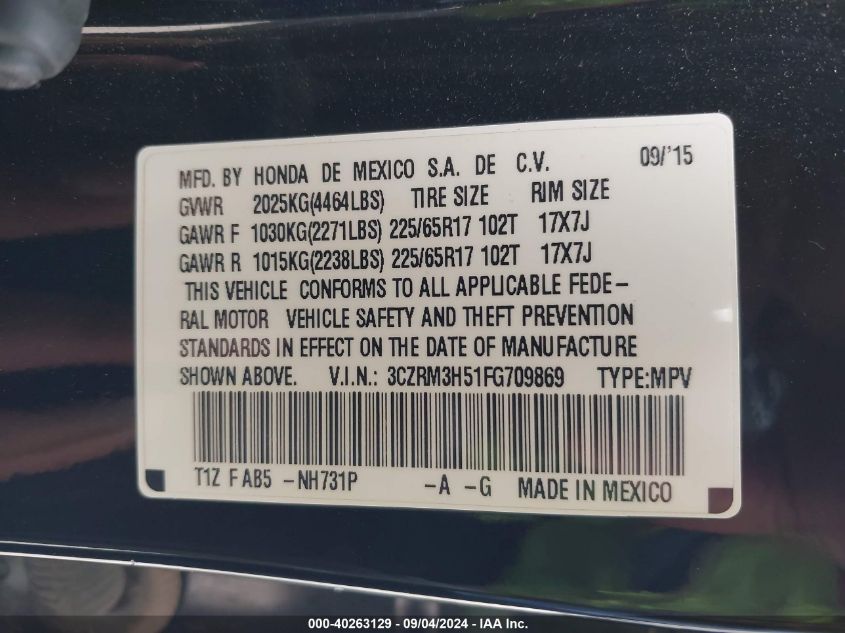 MFD. BY HONDA DE MEXICO S.A. DE C.V. 09/'15
GVWR 2025KG(4464LBS) TIRE SIZE RIM SIZE
GAWR F 1030KG(2271LBS) 225/65R17 102T 17X7J
GAWR R 1015KG(2238LBS) 225/65R17 102T 17X7J
THIS VEHICLE CONFORMS TO ALL APPLICABLE FEDE-
RAL MOTOR VEHICLE SAFETY AND THEFT PREVENTION
STANDARDS IN EFFECT ON THE DATE OF MANUFACTURE
SHOWN ABOVE. V.I.N.: 3CZRM3H51FG709869 TYPE:MPV
T1Z F AB5 -NH731P -A -G MADE IN MEXICO
000-40263129 - 09/04/2024 - IAA, Inc.